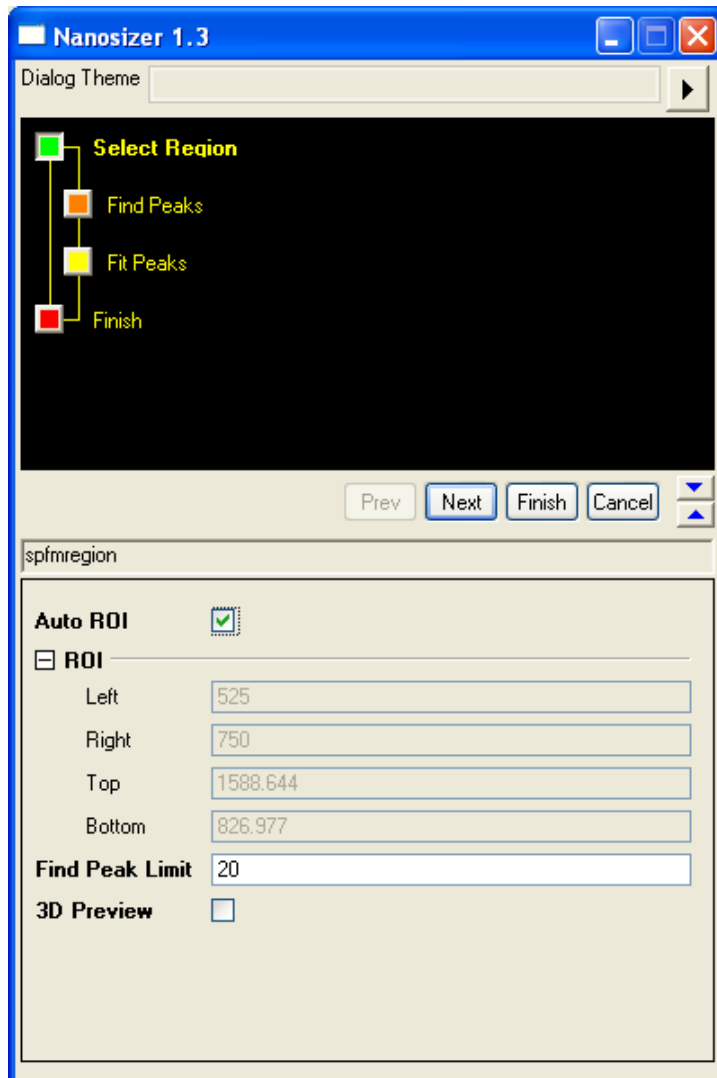 Nanosizer 1.3
Dialog Theme
Select Region
Find Peaks
Fit Peaks
Finish
Prev Next Finish Cancel
spfmregion
Auto ROI
ROI
Left 525
Right 750
Top 1588.644
Bottom 826.977
Find Peak Limit 20
3D Preview